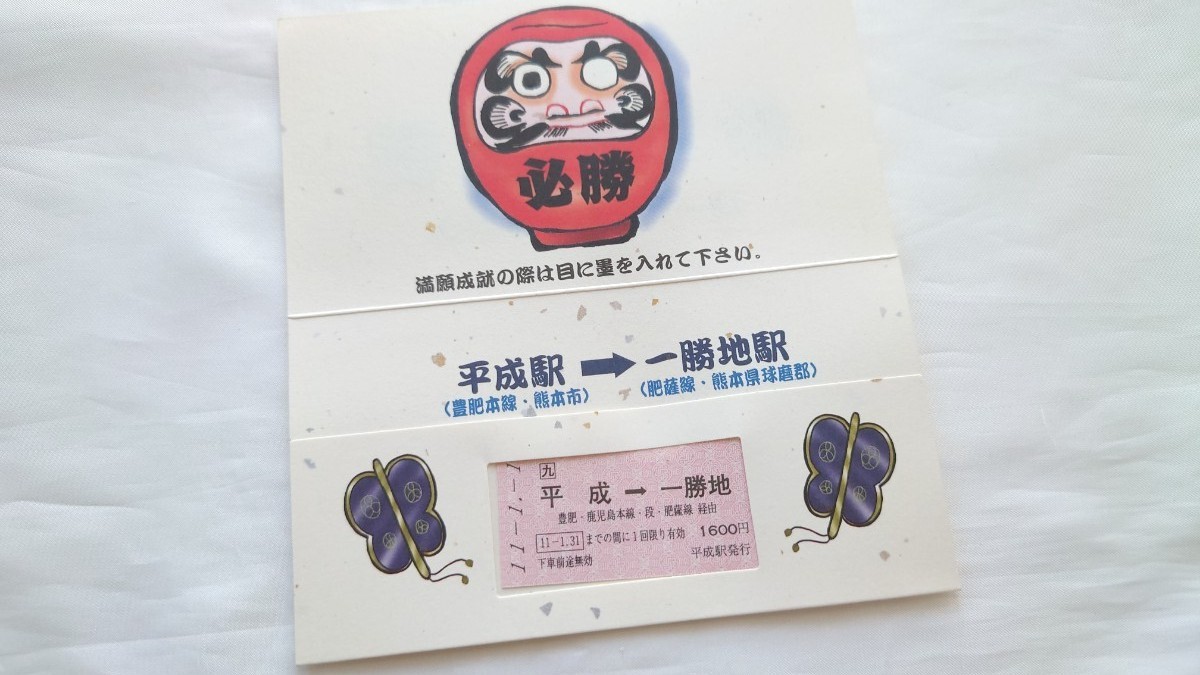 必勝
満願成就の際は目に墨を入れて下さい。
平成駅 ➡ 一勝地駅
（豊肥本線・熊本市） （肥薩線・熊本県球磨郡）
11-1.-1
九
平成 → 一勝地
豊肥・鹿児島本線・段・肥薩線 経由
11-1.31 までの間に1回限り有効 1600円
下車前途無効 平成駅発行